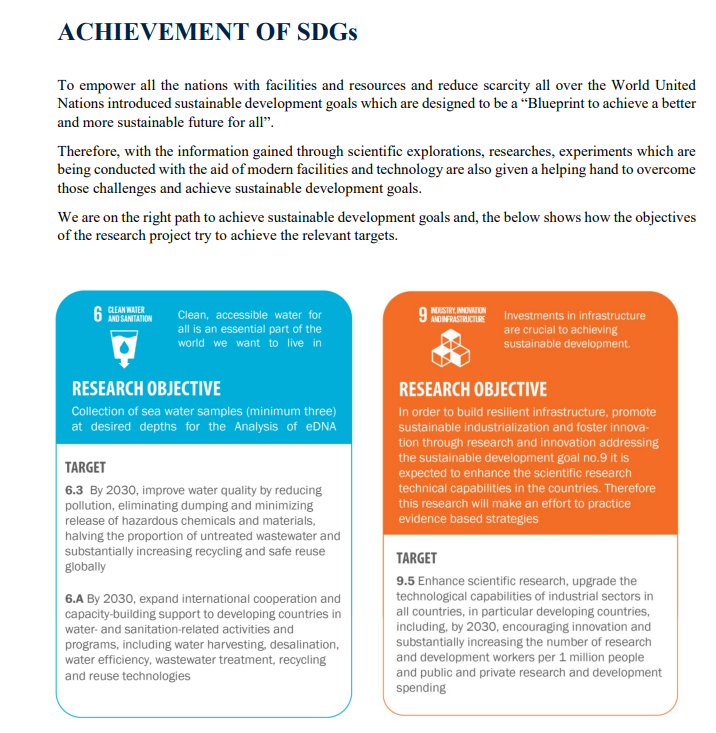 ACHIEVEMENT OF SDGs
To empower all the nations with facilities and resources and reduce scarcity all over the World United
Nations introduced sustainable development goals which are designed to be a “Blueprint to achieve a better
and more sustainable future for all”.
Therefore, with the information gained through scientific explorations, researches, experiments which are
being conducted with the aid of modern facilities and technology are also given a helping hand to overcome
those challenges and achieve sustainable development goals.
We are on the right path to achieve sustainable development goals and, the below shows how the objectives
of the research project try to achieve the relevant targets.
6 CLEAN WATER
AND SANITATION
Clean, accessible water for
all is an essential part of the
world we want to live in
RESEARCH OBJECTIVE
Collection of sea water samples (minimum three)
at desired depths for the Analysis of eDNA
TARGET
6.3 By 2030, improve water quality by reducing
pollution, eliminating dumping and minimizing
release of hazardous chemicals and materials,
halving the proportion of untreated wastewater and
substantially increasing recycling and safe reuse
globally
6.A By 2030, expand international cooperation and
capacity-building support to developing countries in
water- and sanitation-related activities and
programs, including water harvesting, desalination,
water efficiency, wastewater treatment, recycling
and reuse technologies
9 INDUSTRY, INNOVATION
AND INFRASTRUCTURE
Investments in infrastructure
are crucial to achieving
sustainable development.
RESEARCH OBJECTIVE
In order to build resilient infrastructure, promote
sustainable industrialization and foster innova-
tion through research and innovation addressing
the sustainable development goal no.9 it is
expected to enhance the scientific research
technical capabilities in the countries. Therefore
this research will make an effort to practice
evidence based strategies
TARGET
9.5 Enhance scientific research, upgrade the
technological capabilities of industrial sectors in
all countries, in particular developing countries,
including, by 2030, encouraging innovation and
substantially increasing the number of research
and development workers per 1 million people
and public and private research and development
spending